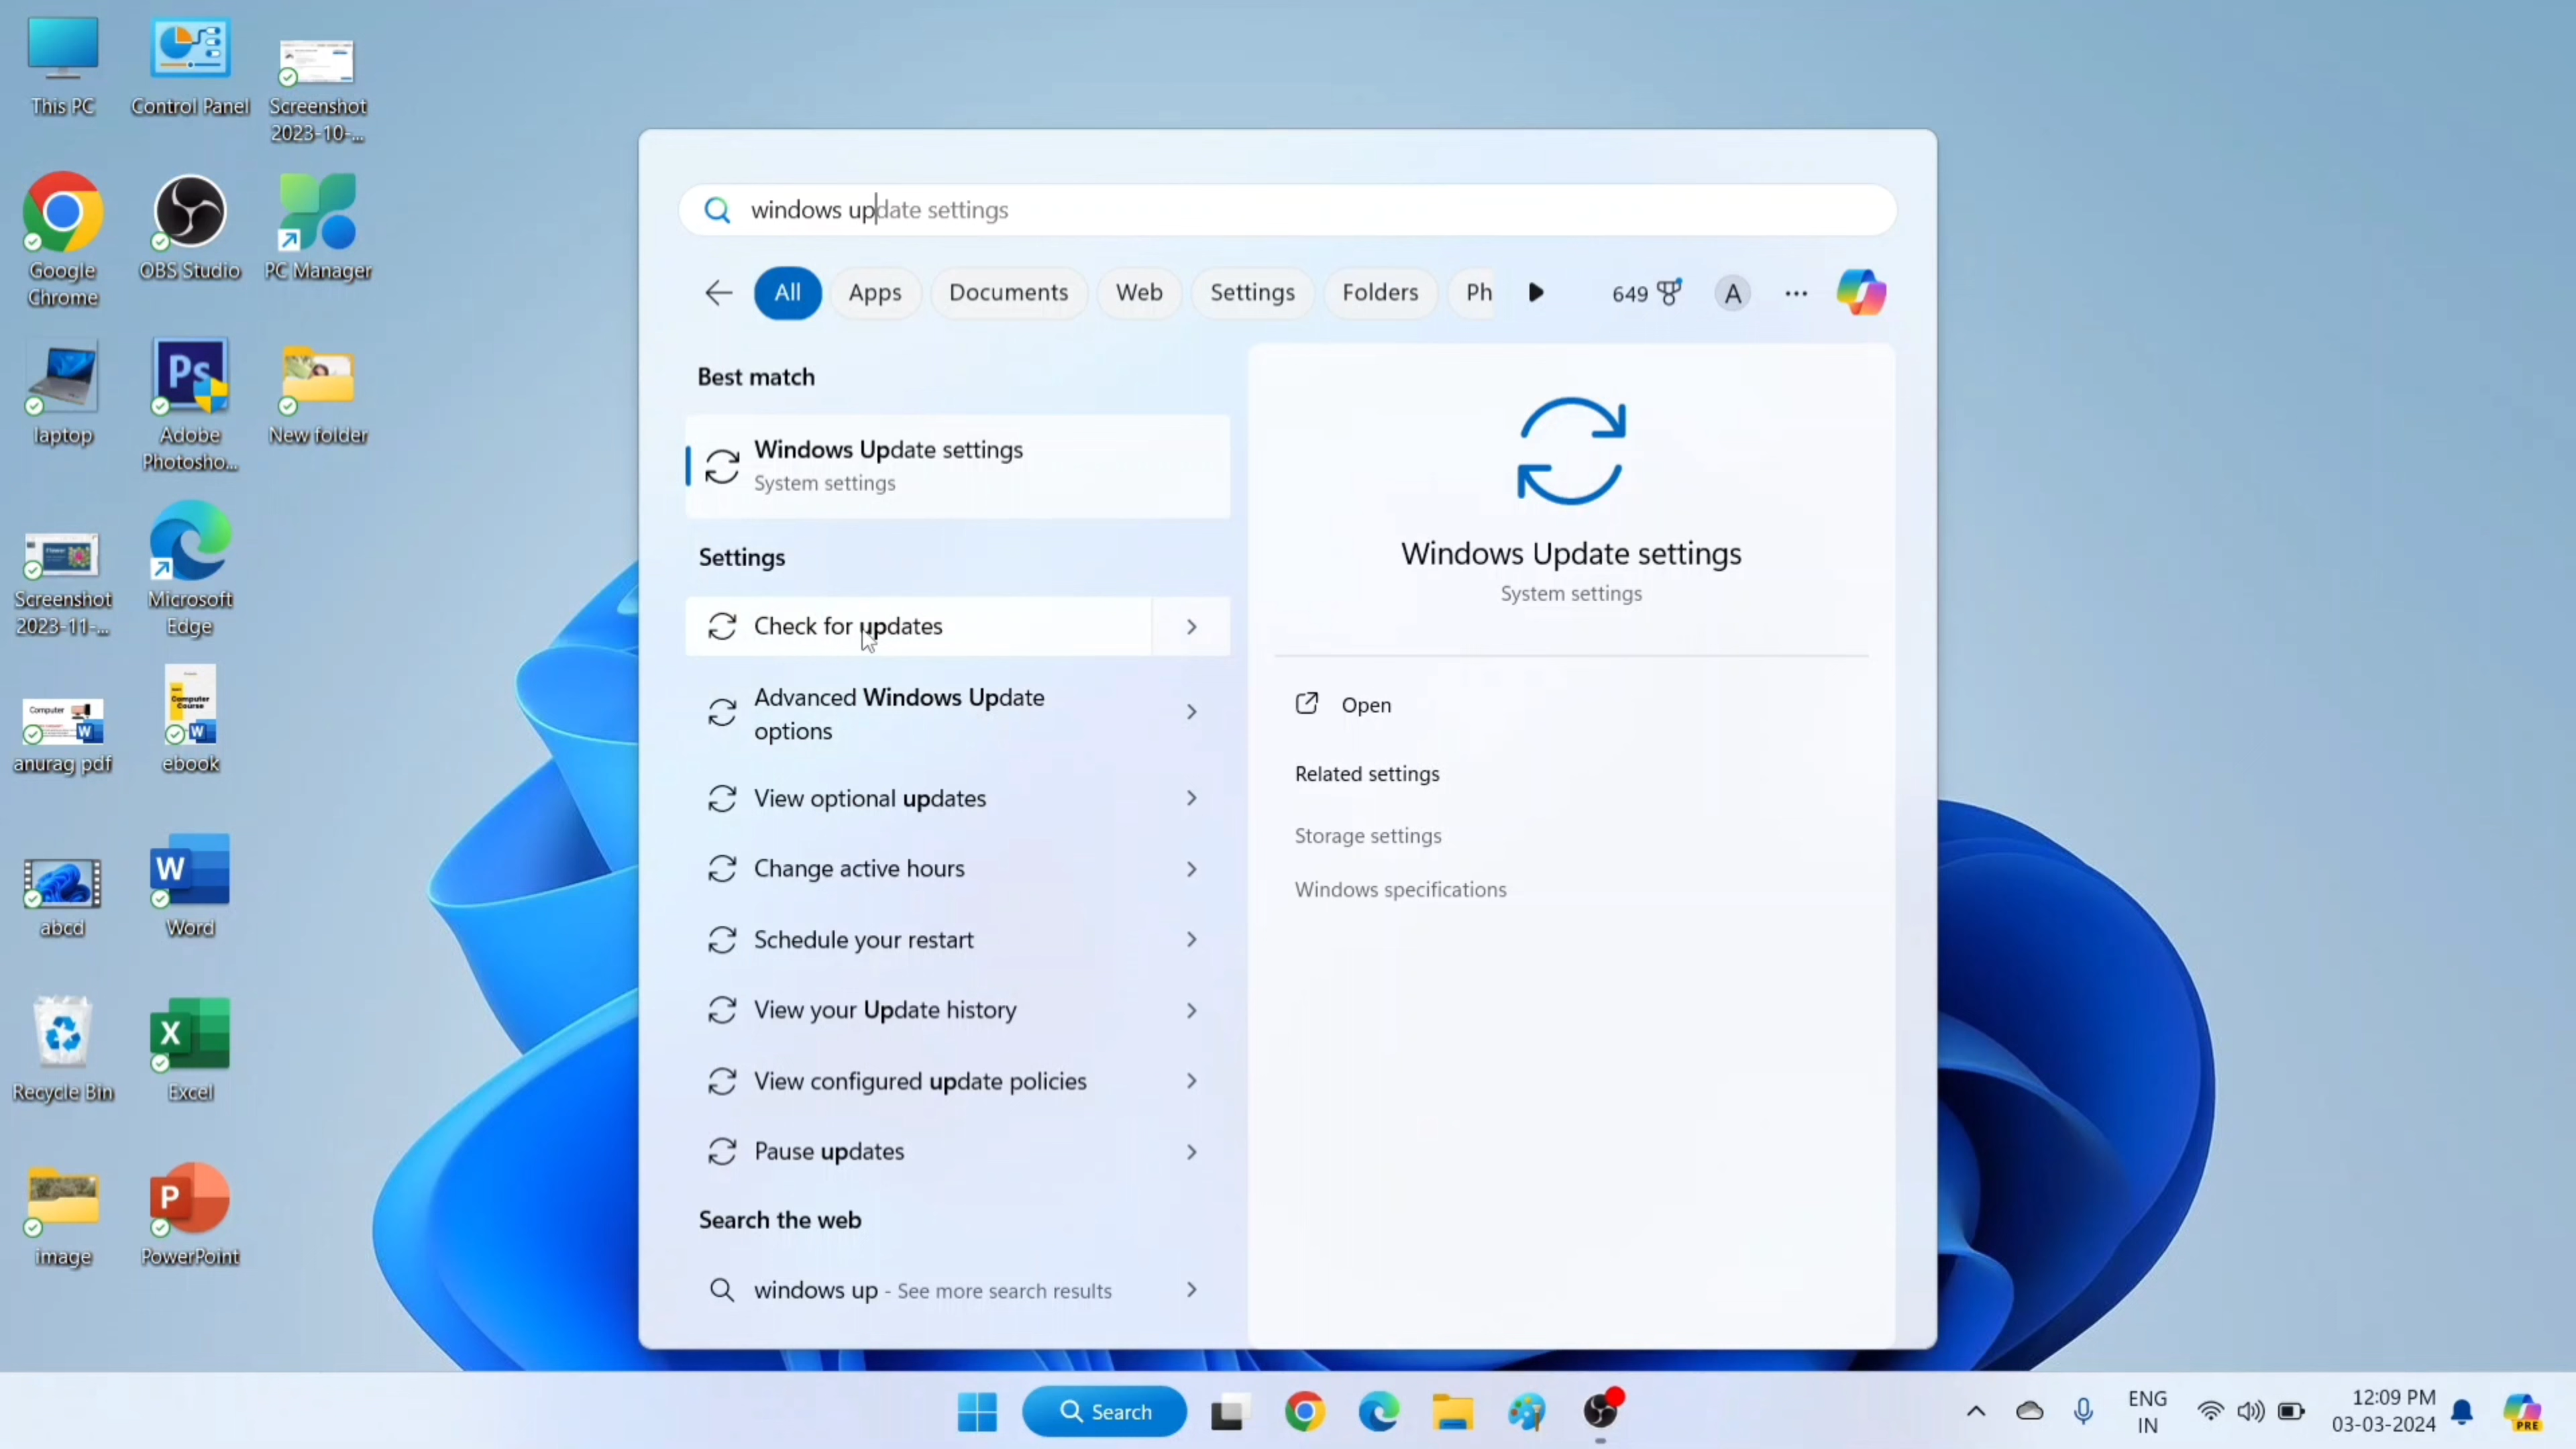 This PC
Control Panel
Screenshot
2023-10-...
Google
Chrome
OBS Studio
PC Manager
laptop
Ps
Adobe
Photosho...
New folder
Screenshot
2023-11-...
Microsoft
Edge
Computer
W
anurag pdf
Computer
Course
W
ebook
abcd
W
Word
Recycle Bin
X
Excel
image
P
PowerPoint
windows update settings
All
Apps
Documents
Web
Settings
Folders
Ph
649
A
Best match
Windows Update settings
System settings
Settings
Check for updates
Advanced Windows Update
options
View optional updates
Change active hours
Schedule your restart
View your Update history
View configured update policies
Pause updates
Search the web
windows up - See more search results
Windows Update settings
System settings
Open
Related settings
Storage settings
Windows specifications
Search
ENG
IN
12:09 PM
03-03-2024
PRE